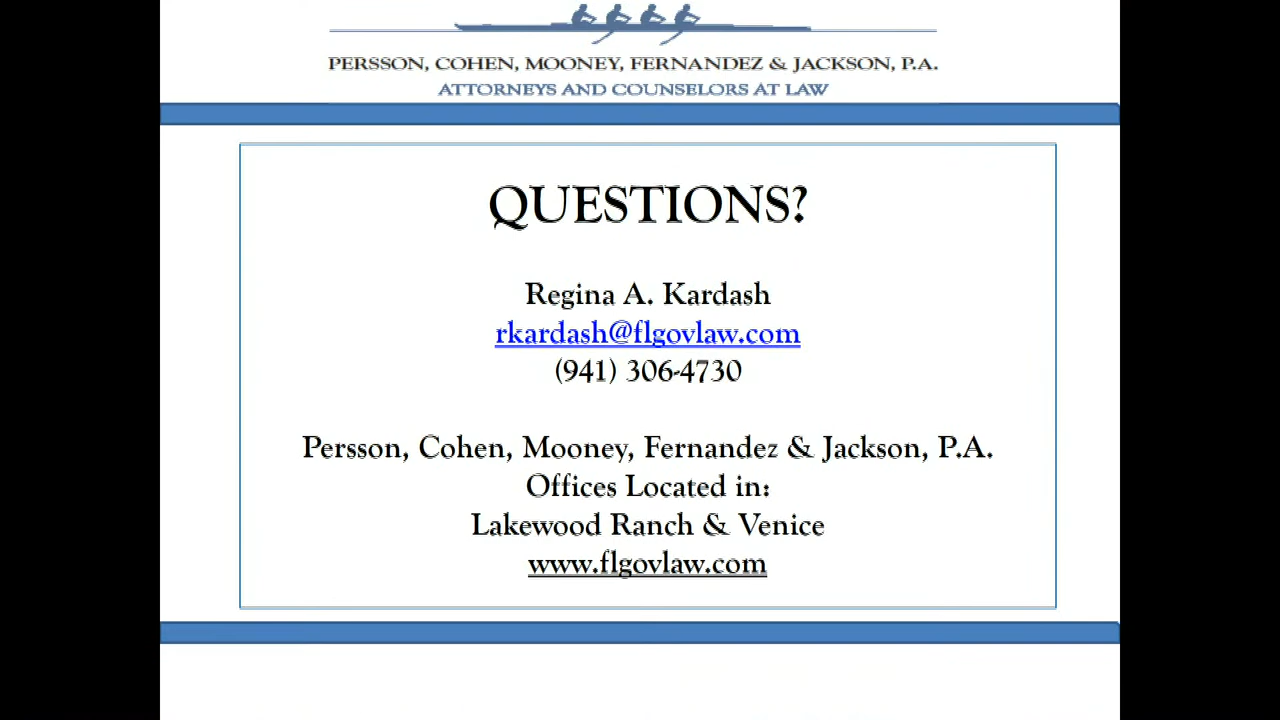 PERSSON, COHEN, MOONEY, FERNANDEZ & JACKSON, P.A.
ATTORNEYS AND COUNSELORS AT LAW
QUESTIONS?
Regina A. Kardash
rkardash@flgovlaw.com
(941) 306-4730
Persson, Cohen, Mooney, Fernandez & Jackson, P.A.
Offices Located in:
Lakewood Ranch & Venice
www.flgovlaw.com